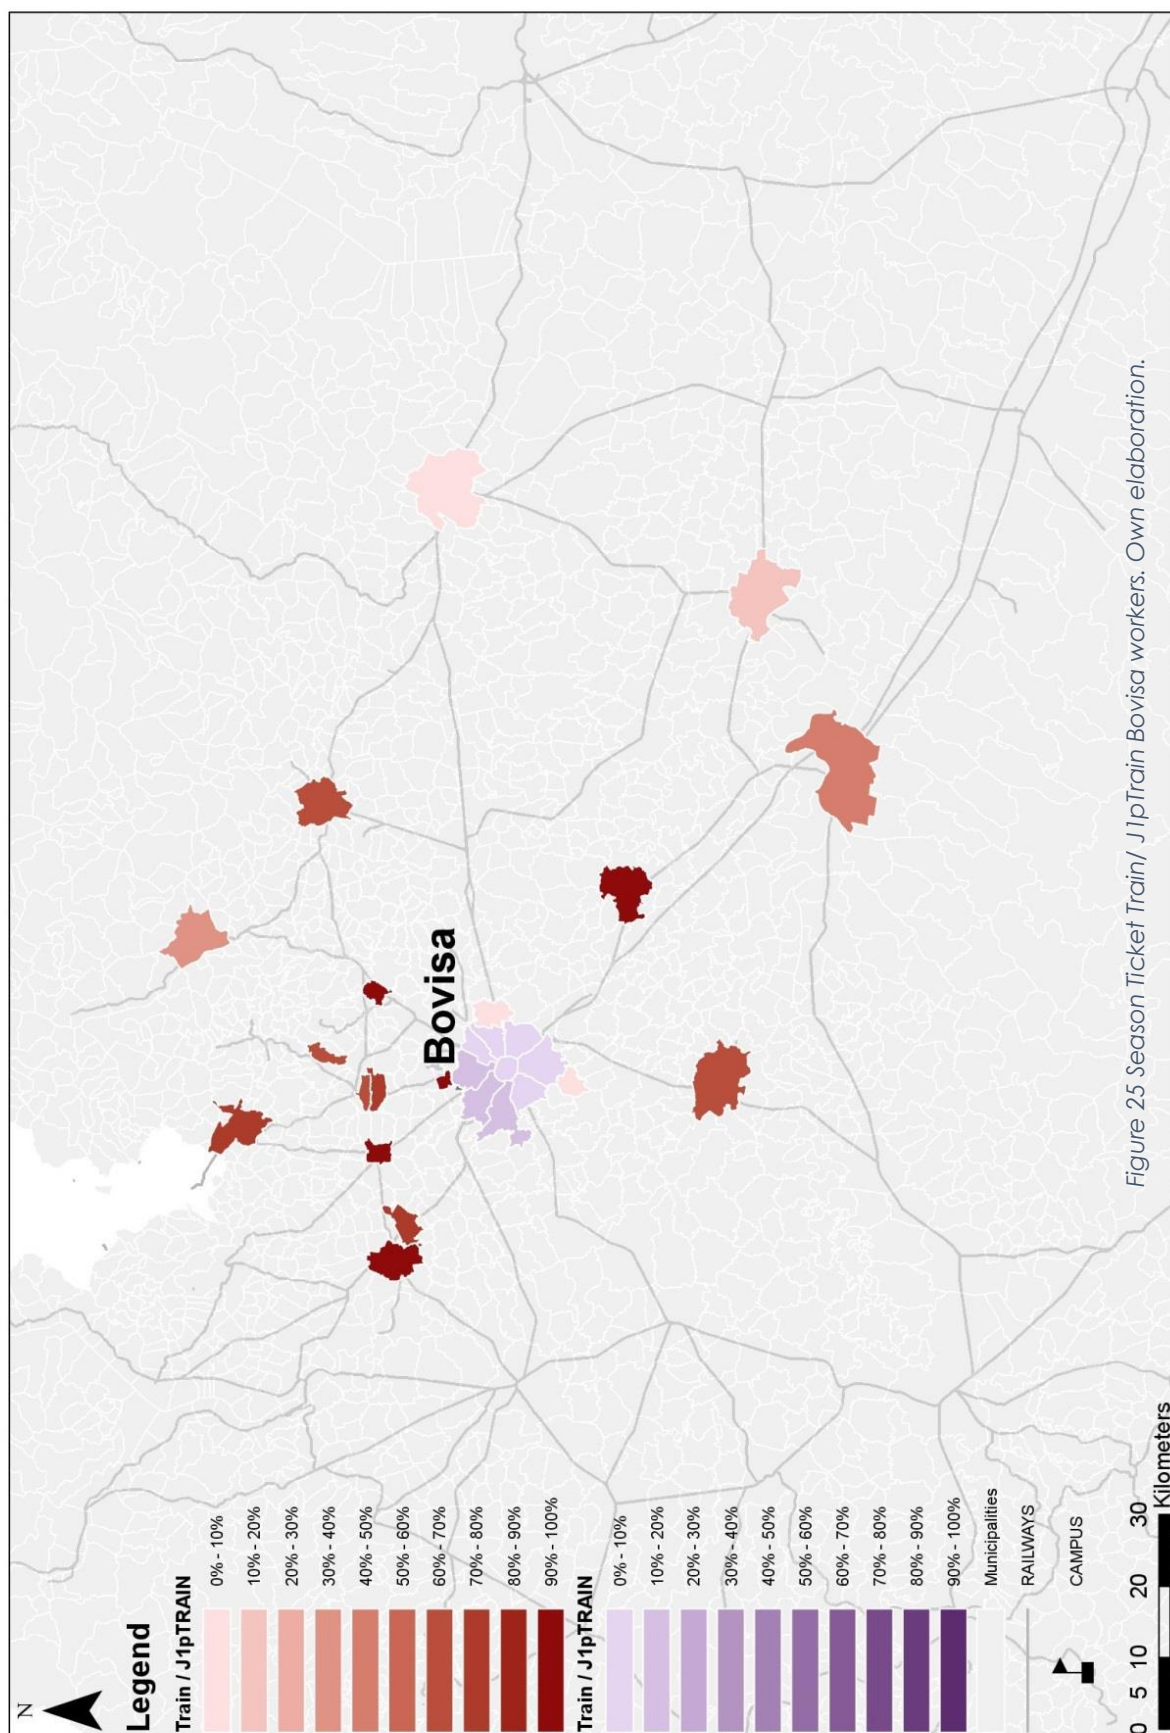 N
Legend
Train / J1pTRAIN
0% - 10%
10% - 20%
20% - 30%
30% - 40%
40% - 50%
50% - 60%
60% - 70%
70% - 80%
80% - 90%
90% - 100%
Train / J1pTRAIN
0% - 10%
10% - 20%
20% - 30%
30% - 40%
40% - 50%
50% - 60%
60% - 70%
70% - 80%
80% - 90%
90% - 100%
Municipalities
RAILWAYS
CAMPUS
0 5 10 20 30
Kilometers
Bovisa
Figure 25 Season Ticket Train/ J1pTrain Bovisa workers. Own elaboration.